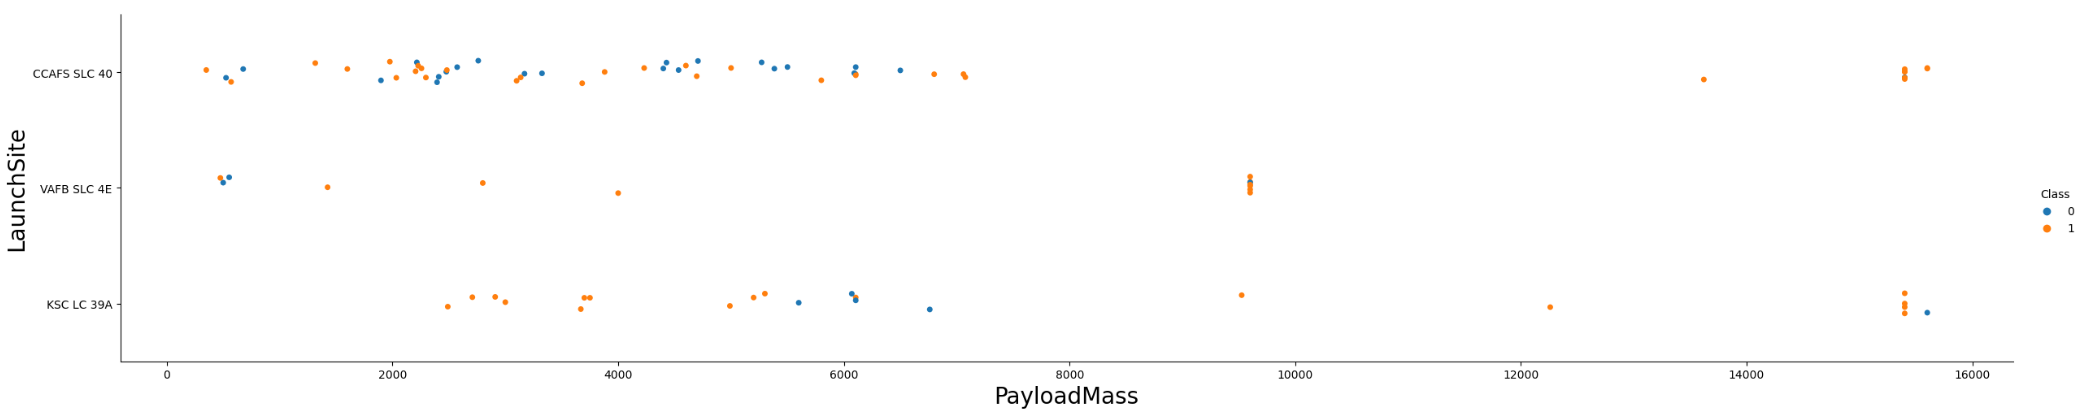 LaunchSite
CCAFS SLC 40
VAFB SLC 4E
KSC LC 39A
0 2000 4000 6000 8000 10000 12000 14000 16000
PayloadMass
Class
0
1